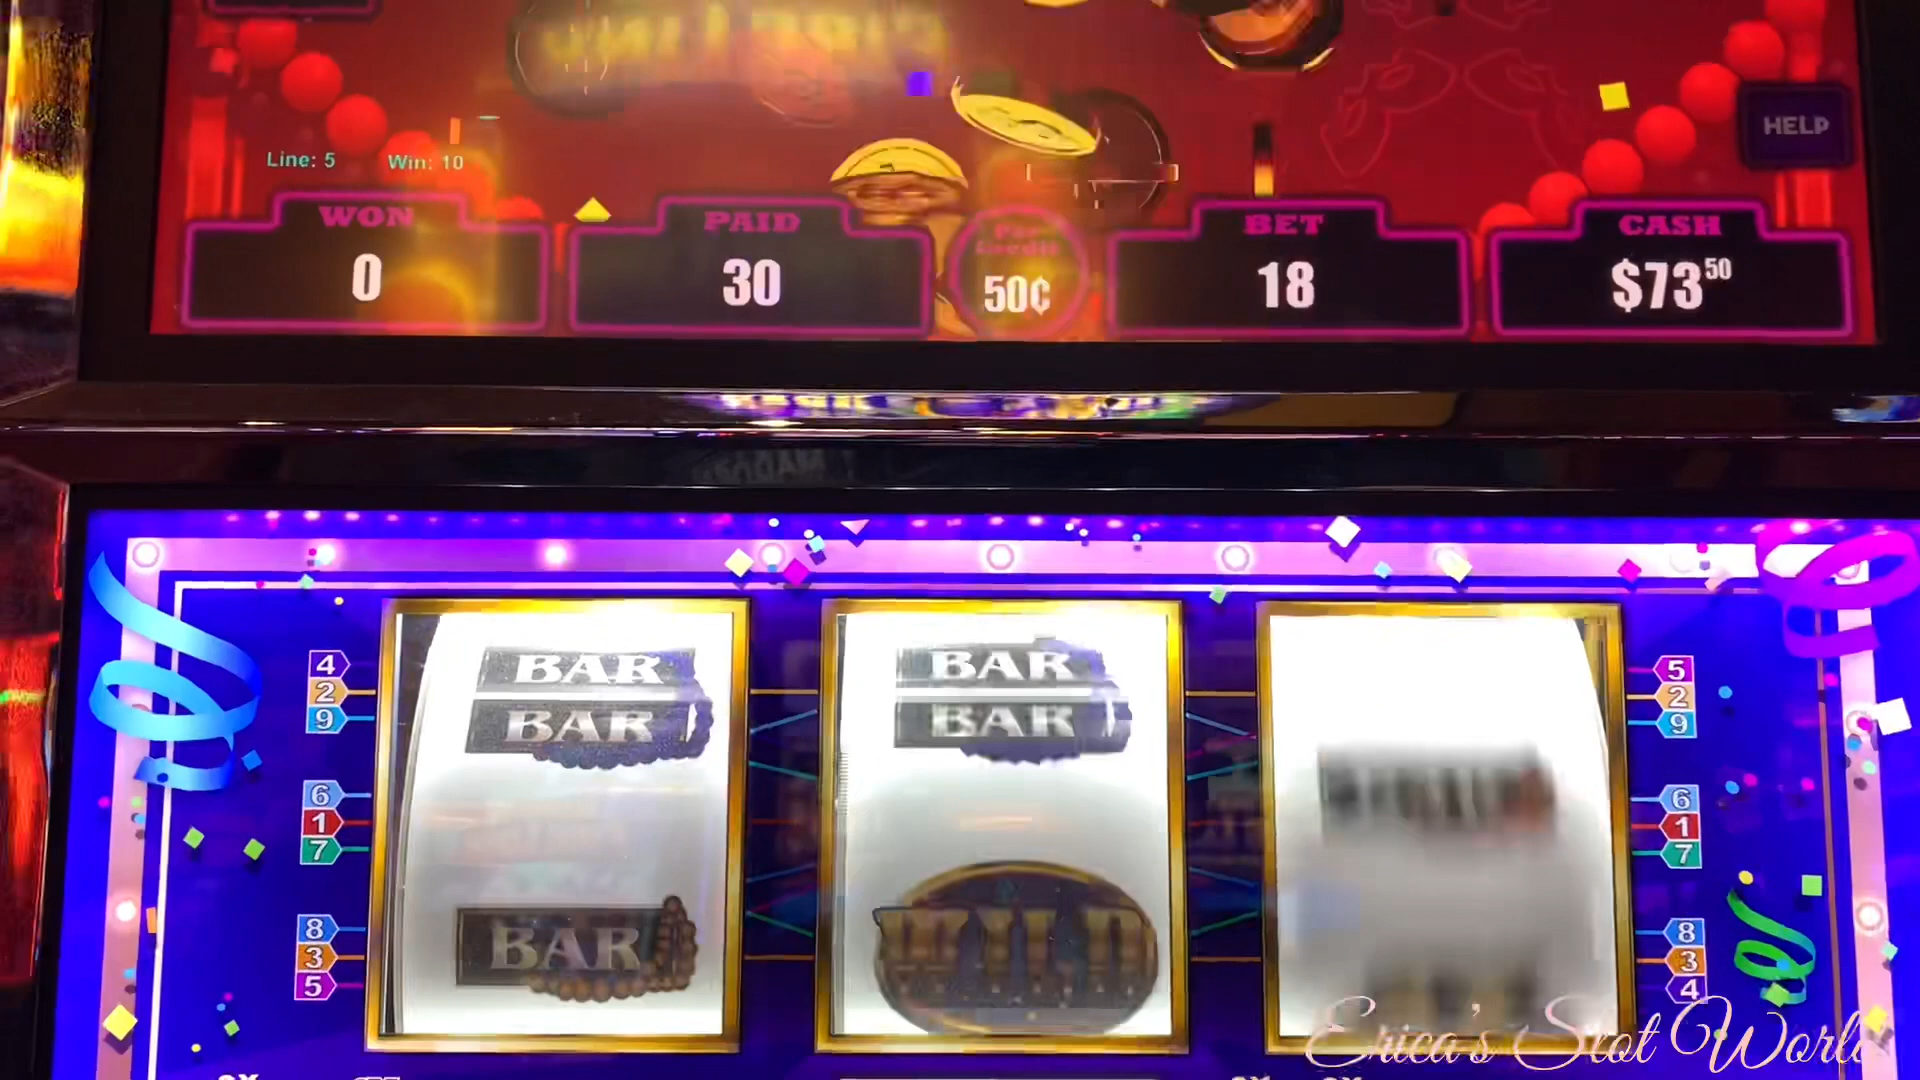 HELP
Line: 5 Win: 10
WON PAID Per Credit BET CASH
0 30 50¢ 18 $73 50
BAR BAR
BAR BAR
BAR
WILD
4 5
2 2
9 9
6 6
1 1
7 7
8 8
3 3
5 4
Erica's Slot World